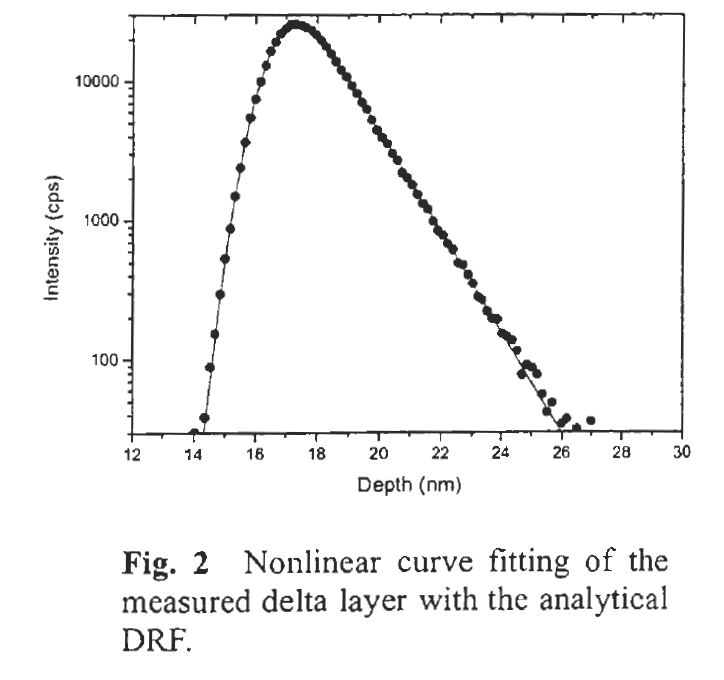 10000
1000
100
Intensity (cps)
12 14 16 18 20 22 24 26 28 30
Depth (nm)
Fig. 2 Nonlinear curve fitting of the
measured delta layer with the analytical
DRF.